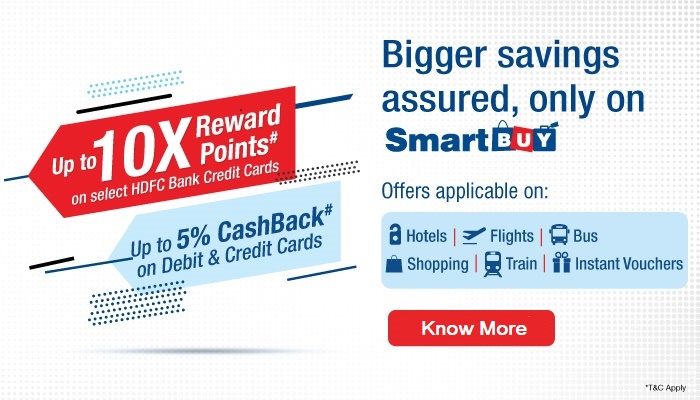 Up to 10X Reward Points#
on select HDFC Bank Credit Cards
Up to 5% CashBack#
on Debit & Credit Cards
Bigger savings
assured, only on
SmartBUY
Offers applicable on:
Hotels | Flights | Bus
Shopping | Train | Instant Vouchers
Know More
*T&C Apply